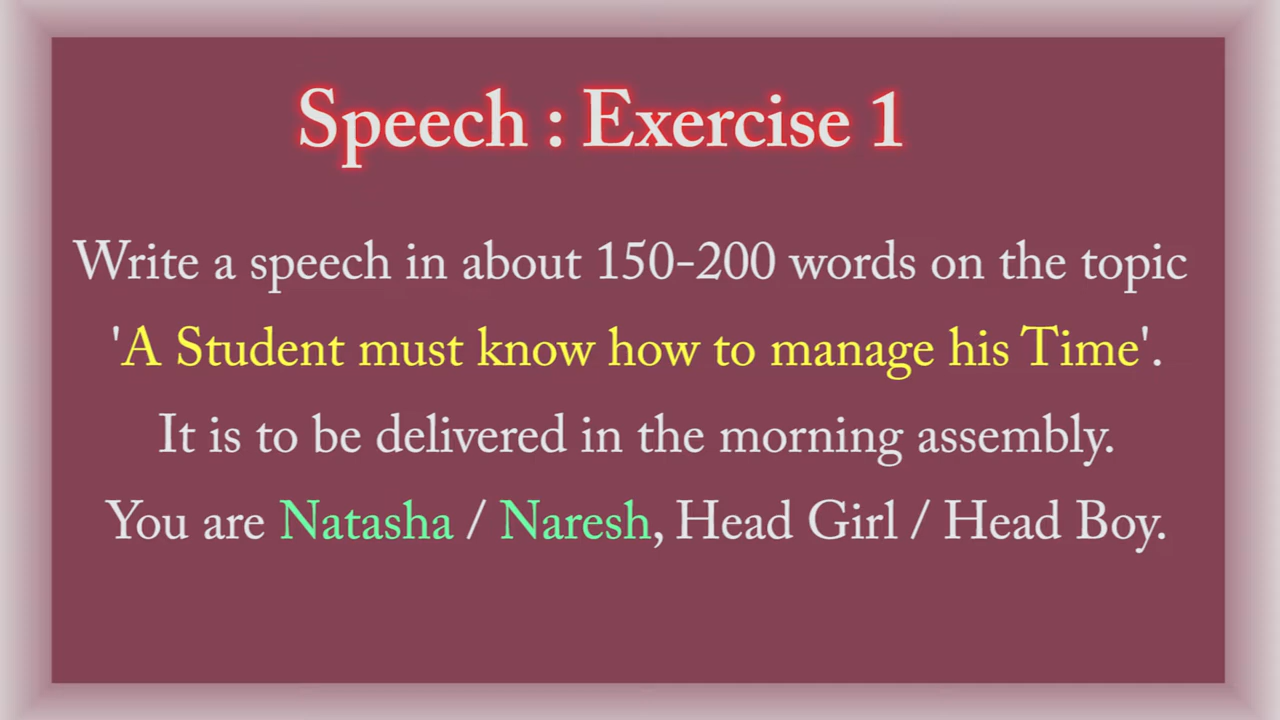 Speech : Exercise 1
Write a speech in about 150-200 words on the topic
'A Student must know how to manage his Time'.
It is to be delivered in the morning assembly.
You are Natasha / Naresh, Head Girl / Head Boy.